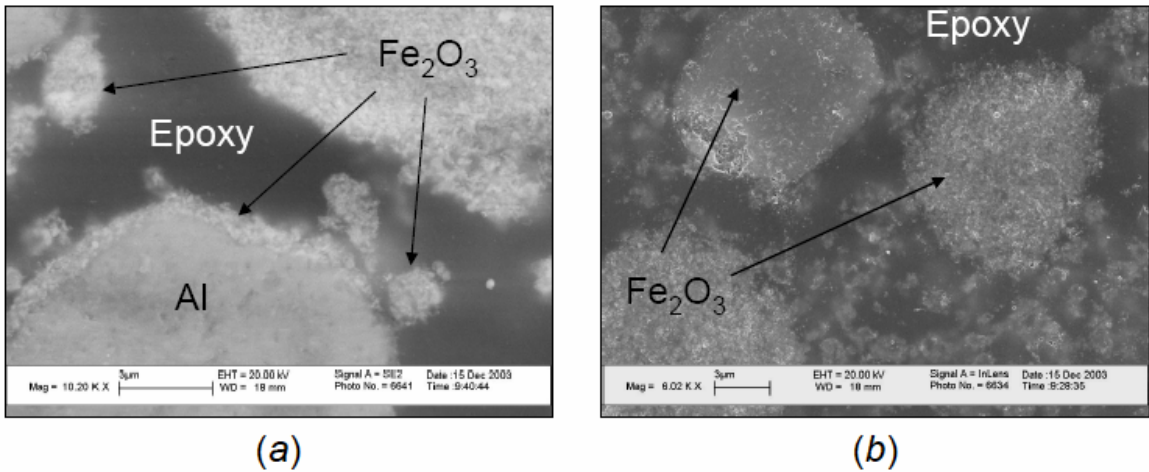 Fe2O3
Epoxy
Al
Mag = 10.20 K X
3µm
EHT = 20.00 kV
WD = 18 mm
Signal A = SE2
Photo No. = 6641
Date :15 Dec 2003
Time :9:40:44
(a)
Epoxy
Fe2O3
Mag = 6.02 K X
3µm
EHT = 20.00 kV
WD = 18 mm
Signal A = InLens
Photo No. = 6634
Date :15 Dec 2003
Time :9:28:35
(b)